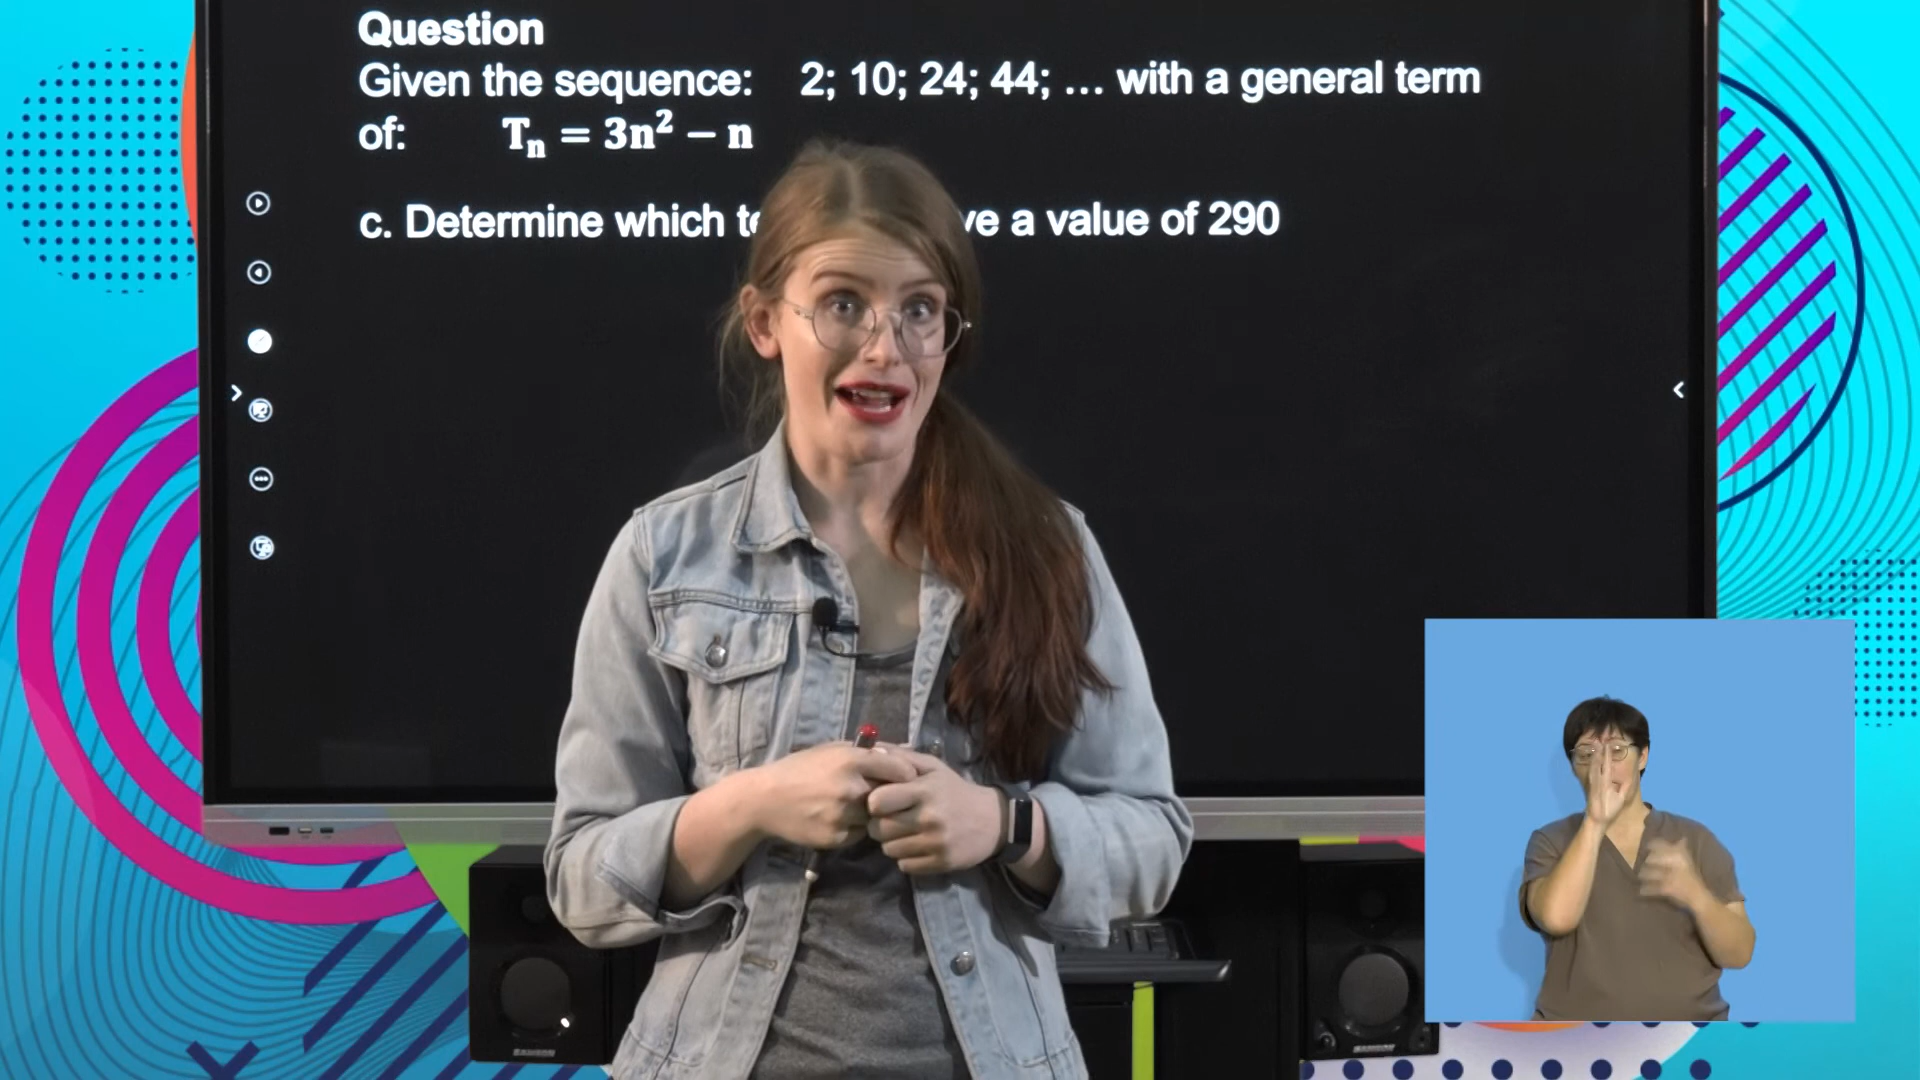 Question
Given the sequence: 2; 10; 24; 44; … with a general term
of: Tₙ = 3n² – n
c. Determine which a value of 290